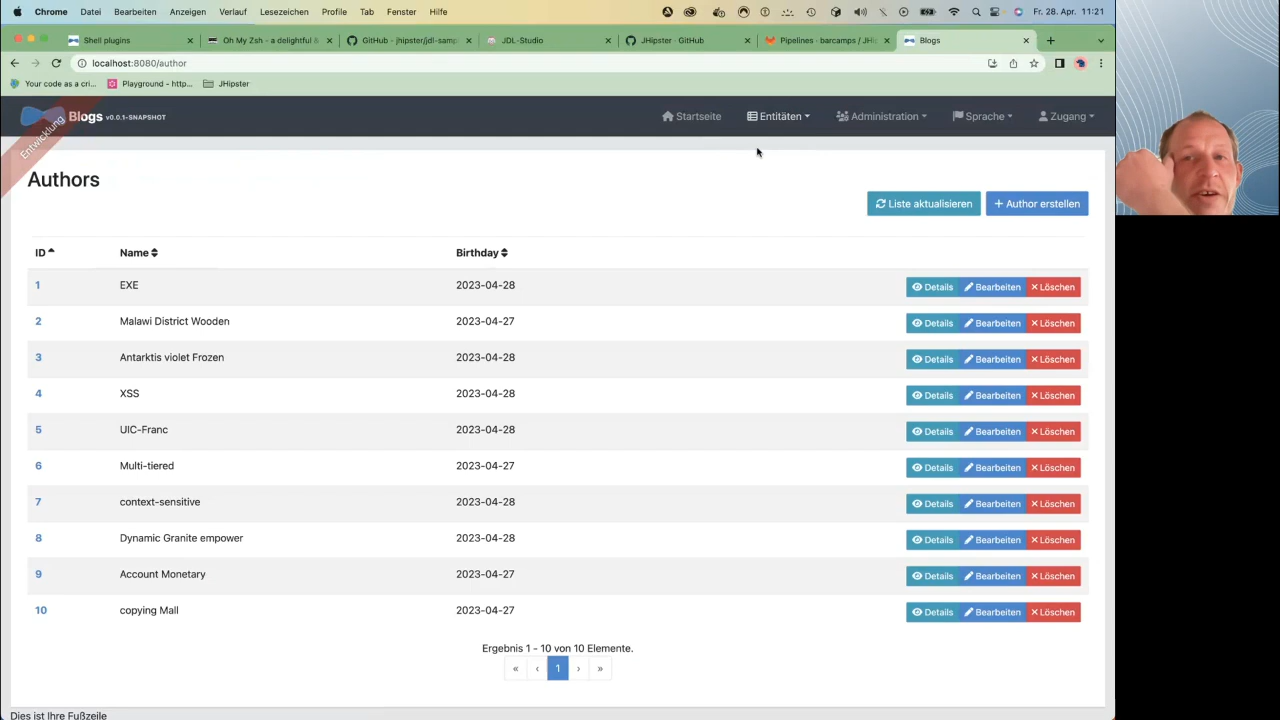 Chrome Datei Bearbeiten Anzeigen Verlauf Lesezeichen Profile Tab Fenster Hilfe Fr. 28. Apr. 11:21
Shell plugins Oh My Zsh - a delightful & GitHub - jhipster/jdl-samp JDL-Studio JHipster · GitHub Pipelines · barcamps / JHi Blogs
localhost:8080/author
Your code as a cri... Playground - http... JHipster
Entwicklung
Blogs v0.0.1-SNAPSHOT Startseite Entitäten Administration Sprache Zugang
Authors
Liste aktualisieren + Author erstellen
ID Name Birthday
1 EXE 2023-04-28 Details Bearbeiten Löschen
2 Malawi District Wooden 2023-04-27 Details Bearbeiten Löschen
3 Antarktis violet Frozen 2023-04-28 Details Bearbeiten Löschen
4 XSS 2023-04-28 Details Bearbeiten Löschen
5 UIC-Franc 2023-04-28 Details Bearbeiten Löschen
6 Multi-tiered 2023-04-27 Details Bearbeiten Löschen
7 context-sensitive 2023-04-28 Details Bearbeiten Löschen
8 Dynamic Granite empower 2023-04-28 Details Bearbeiten Löschen
9 Account Monetary 2023-04-27 Details Bearbeiten Löschen
10 copying Mall 2023-04-27 Details Bearbeiten Löschen
Ergebnis 1 - 10 von 10 Elemente.
« ‹ 1 › »
Dies ist Ihre Fußzeile